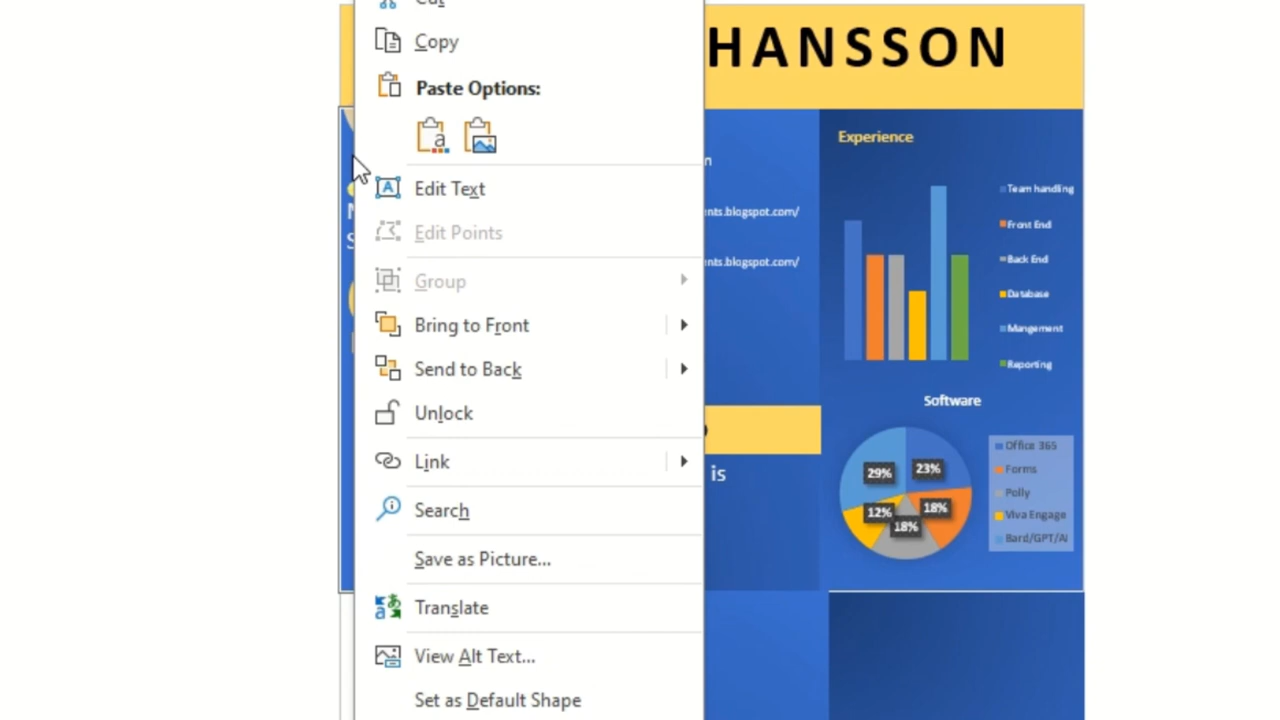 Cut
Copy
Paste Options:
Edit Text
Edit Points
Group
Bring to Front
Send to Back
Unlock
Link
Search
Save as Picture...
Translate
View Alt Text...
Set as Default Shape
HANSSON
n
nts.blogspot.com/
nts.blogspot.com/
is
Experience
Team handling
Front End
Back End
Database
Mangement
Reporting
Software
29%
23%
18%
12%
18%
Office 365
Forms
Polly
Viva Engage
Bard/GPT/AI